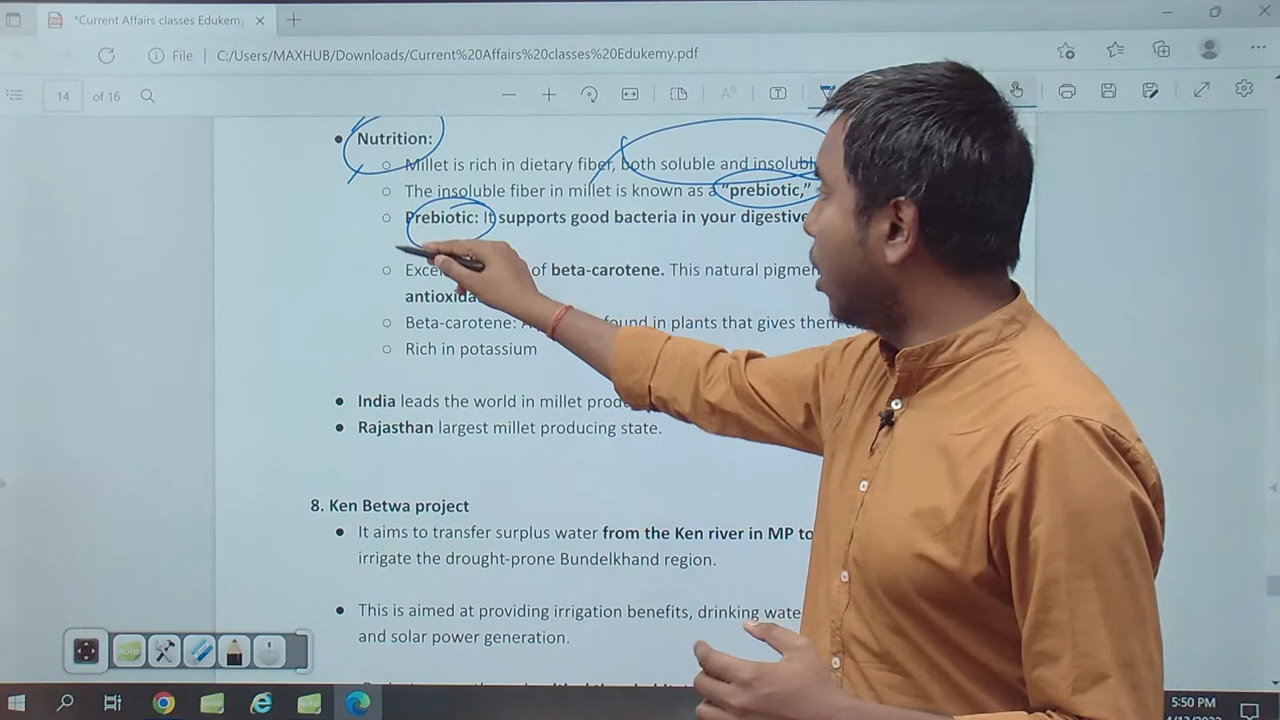 *Current Affairs classes Edukemy
File C:/Users/MAXHUB/Downloads/Current%20Affairs%20classes%20Edukemy.pdf
14 of 16
Nutrition:
Millet is rich in dietary fiber, both soluble and insolubl
The insoluble fiber in millet is known as a “prebiotic,”
Prebiotic: It supports good bacteria in your digestive
of beta-carotene. This natural pigmen
antioxida
Beta-carotene: found in plants that gives them
Rich in potassium
India leads the world in millet produ
Rajasthan largest millet producing state.
8. Ken Betwa project
It aims to transfer surplus water from the Ken river in MP to
irrigate the drought-prone Bundelkhand region.
This is aimed at providing irrigation benefits, drinking wate
and solar power generation.
5:50 PM